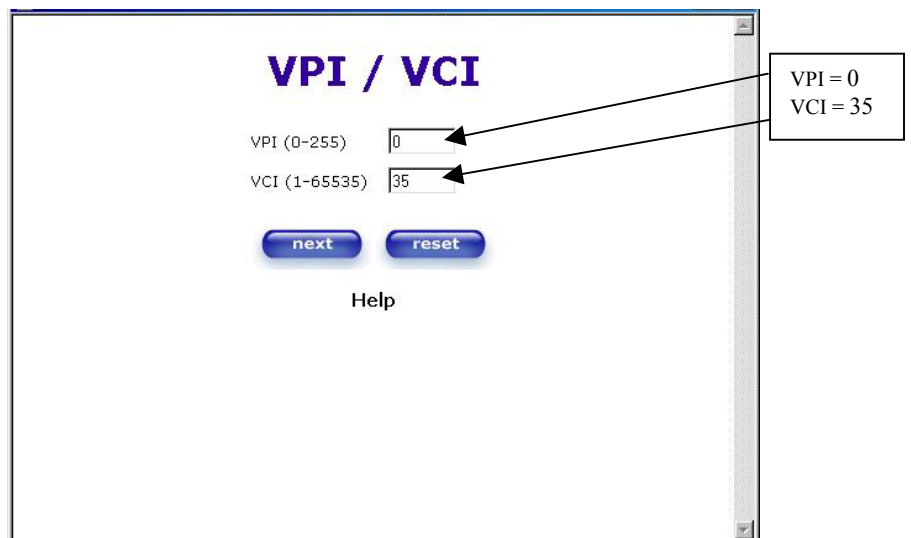 VPI / VCI
VPI (0-255) 0
VCI (1-65535) 35
next reset
Help
VPI = 0
VCI = 35